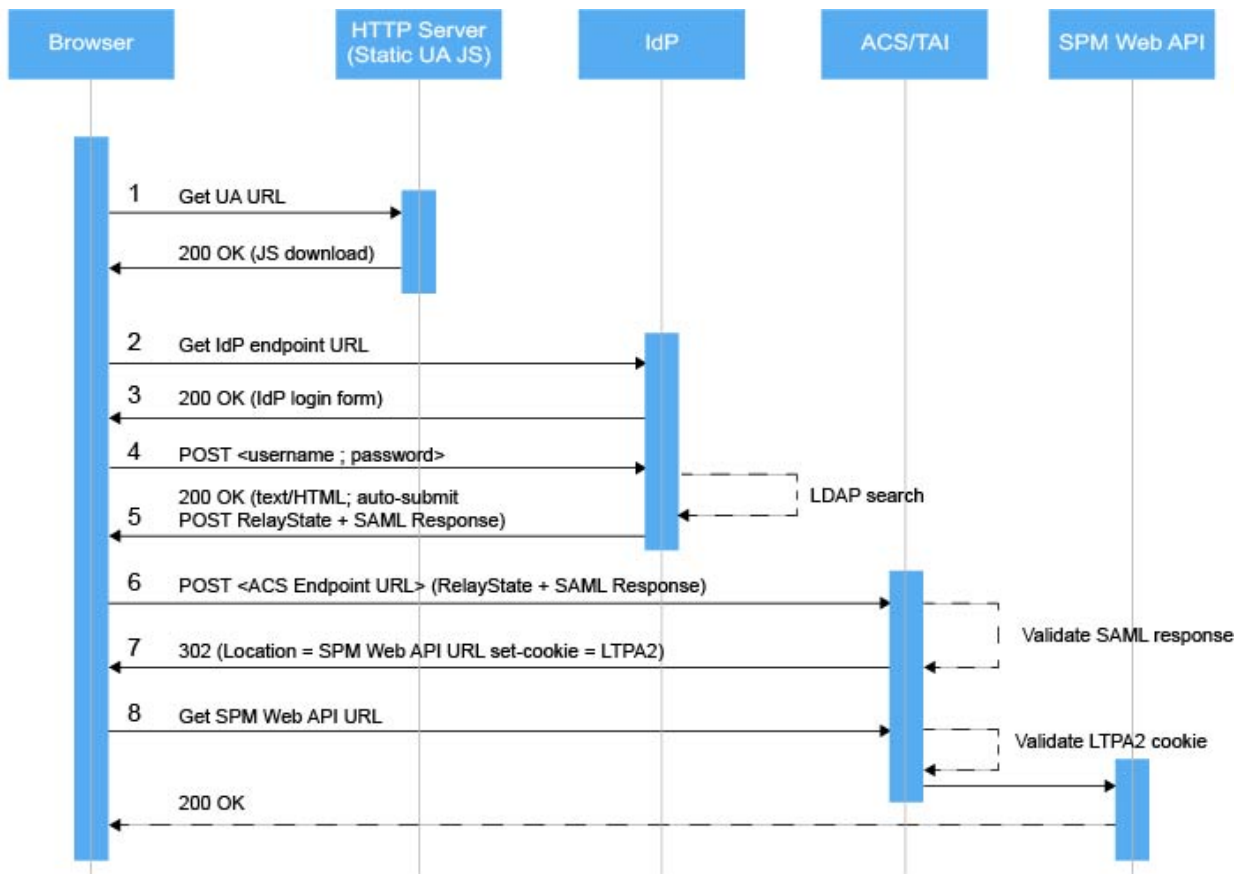 Browser
HTTP Server
(Static UA JS)
IdP
ACS/TAI
SPM Web API
1 Get UA URL
200 OK (JS download)
2 Get IdP endpoint URL
3 200 OK (IdP login form)
4 POST <username ; password>
LDAP search
200 OK (text/HTML; auto-submit
5 POST RelayState + SAML Response)
6 POST <ACS Endpoint URL> (RelayState + SAML Response)
Validate SAML response
7 302 (Location = SPM Web API URL set-cookie = LTPA2)
8 Get SPM Web API URL
Validate LTPA2 cookie
200 OK